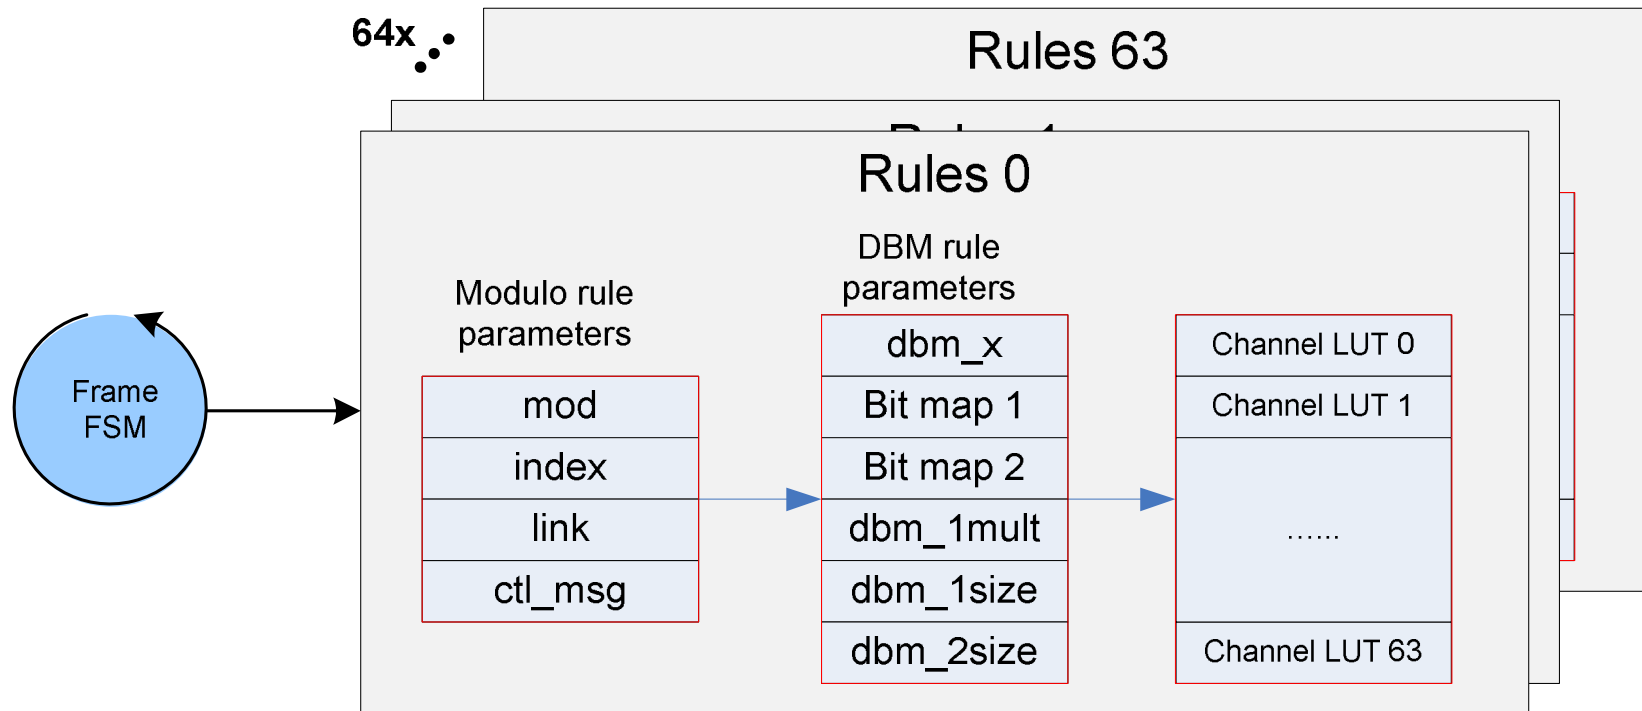 64x
Rules 63
Rules 0
DBM rule
parameters
Modulo rule
parameters
Frame
FSM
mod
index
link
ctl_msg
dbm_x
Bit map 1
Bit map 2
dbm_1mult
dbm_1size
dbm_2size
Channel LUT 0
Channel LUT 1
......
Channel LUT 63